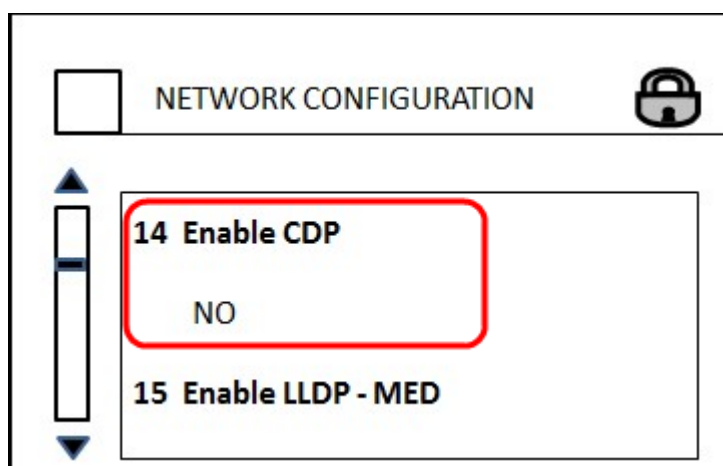 NETWORK CONFIGURATION
14 Enable CDP
NO
15 Enable LLDP - MED